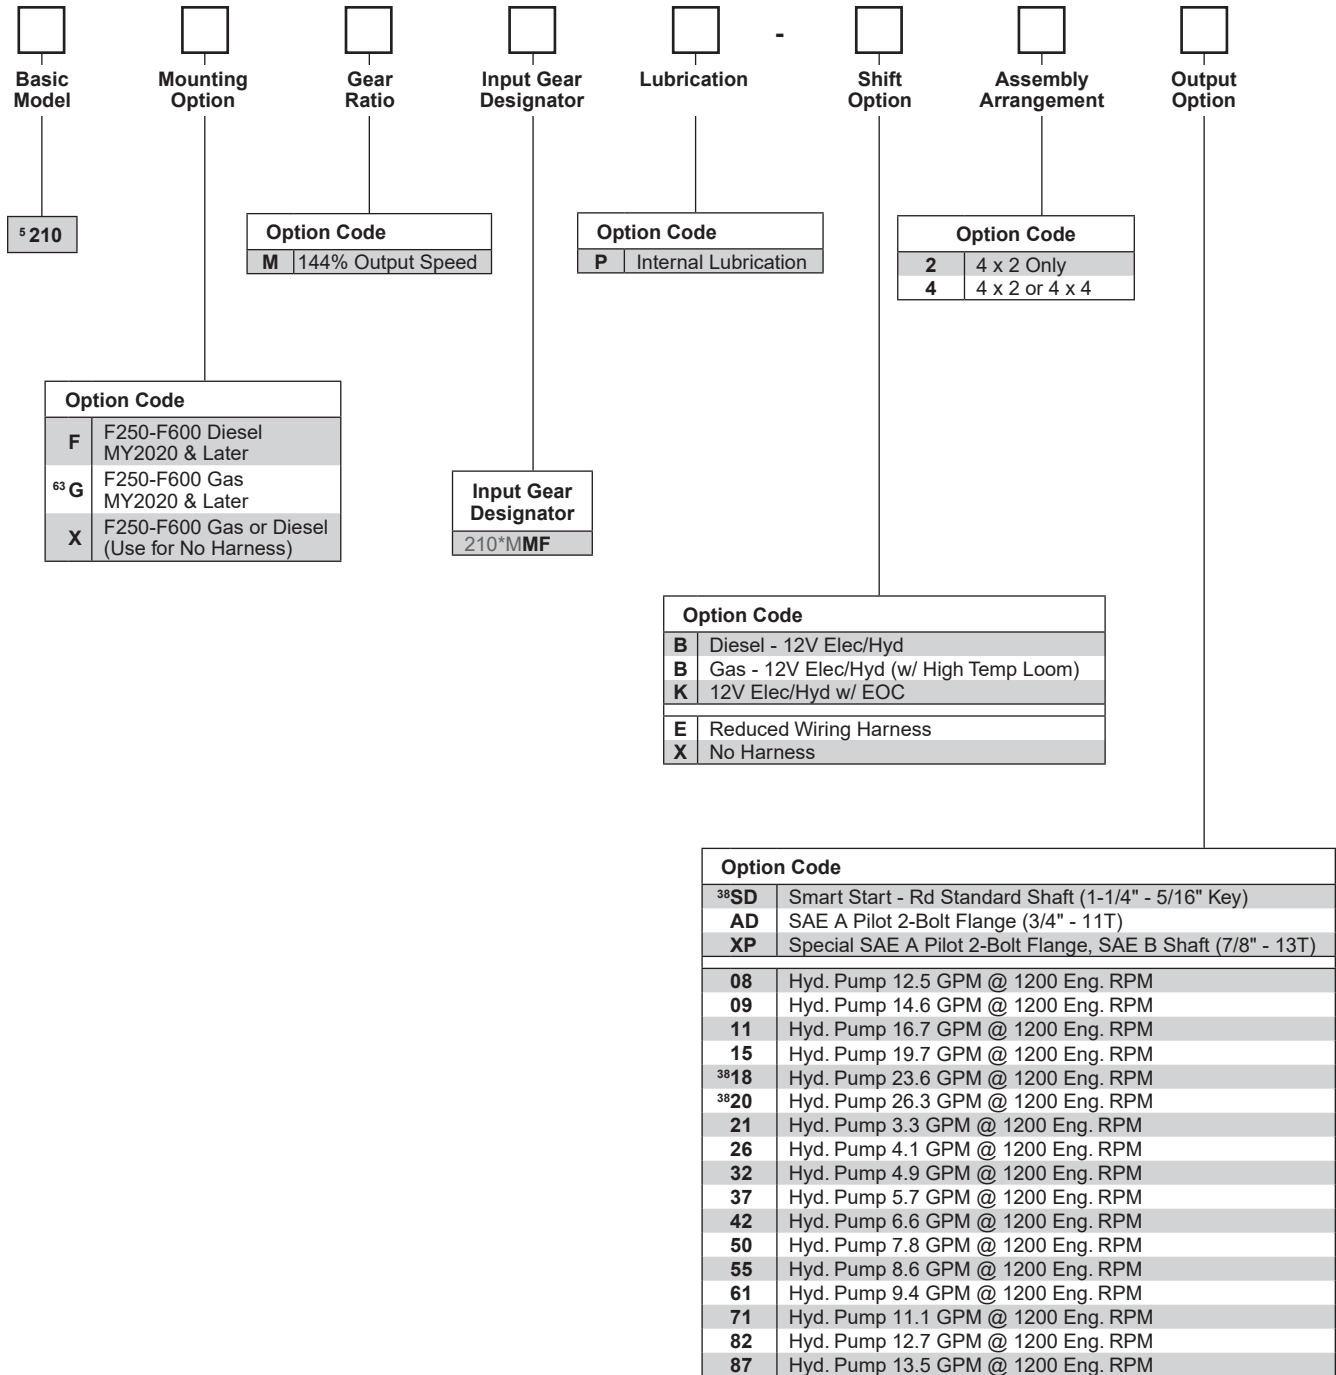 -
Basic Model
Mounting Option
Gear Ratio
Input Gear Designator
Lubrication
Shift Option
Assembly Arrangement
Output Option
5 210
Option Code
M 144% Output Speed
Option Code
P Internal Lubrication
Option Code
2 4 x 2 Only
4 4 x 2 or 4 x 4
Option Code
F F250-F600 Diesel
MY2020 & Later
63 G F250-F600 Gas
MY2020 & Later
X F250-F600 Gas or Diesel
(Use for No Harness)
Input Gear
Designator
210*MMF
Option Code
B Diesel - 12V Elec/Hyd
B Gas - 12V Elec/Hyd (w/ High Temp Loom)
K 12V Elec/Hyd w/ EOC
E Reduced Wiring Harness
X No Harness
Option Code
38SD Smart Start - Rd Standard Shaft (1-1/4" - 5/16" Key)
AD SAE A Pilot 2-Bolt Flange (3/4" - 11T)
XP Special SAE A Pilot 2-Bolt Flange, SAE B Shaft (7/8" - 13T)
08 Hyd. Pump 12.5 GPM @ 1200 Eng. RPM
09 Hyd. Pump 14.6 GPM @ 1200 Eng. RPM
11 Hyd. Pump 16.7 GPM @ 1200 Eng. RPM
15 Hyd. Pump 19.7 GPM @ 1200 Eng. RPM
3818 Hyd. Pump 23.6 GPM @ 1200 Eng. RPM
3820 Hyd. Pump 26.3 GPM @ 1200 Eng. RPM
21 Hyd. Pump 3.3 GPM @ 1200 Eng. RPM
26 Hyd. Pump 4.1 GPM @ 1200 Eng. RPM
32 Hyd. Pump 4.9 GPM @ 1200 Eng. RPM
37 Hyd. Pump 5.7 GPM @ 1200 Eng. RPM
42 Hyd. Pump 6.6 GPM @ 1200 Eng. RPM
50 Hyd. Pump 7.8 GPM @ 1200 Eng. RPM
55 Hyd. Pump 8.6 GPM @ 1200 Eng. RPM
61 Hyd. Pump 9.4 GPM @ 1200 Eng. RPM
71 Hyd. Pump 11.1 GPM @ 1200 Eng. RPM
82 Hyd. Pump 12.7 GPM @ 1200 Eng. RPM
87 Hyd. Pump 13.5 GPM @ 1200 Eng. RPM